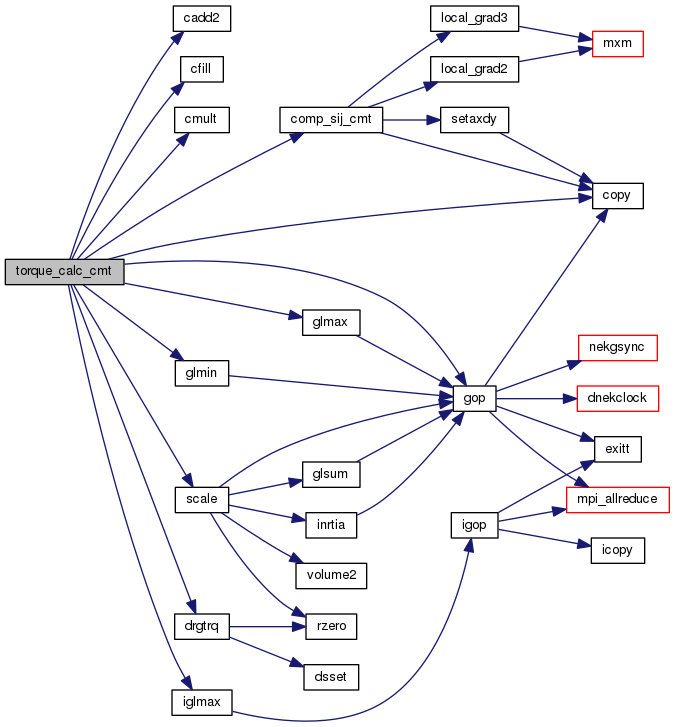 torque_calc_cmt
cadd2
cfill
cmult
comp_sij_cmt
local_grad3
local_grad2
setaxdy
mxm
copy
glmax
glmin
gop
nekgsync
dnekclock
exitt
mpi_allreduce
scale
glsum
inrtia
volume2
igop
icopy
drgtrq
rzero
dsset
iglmax